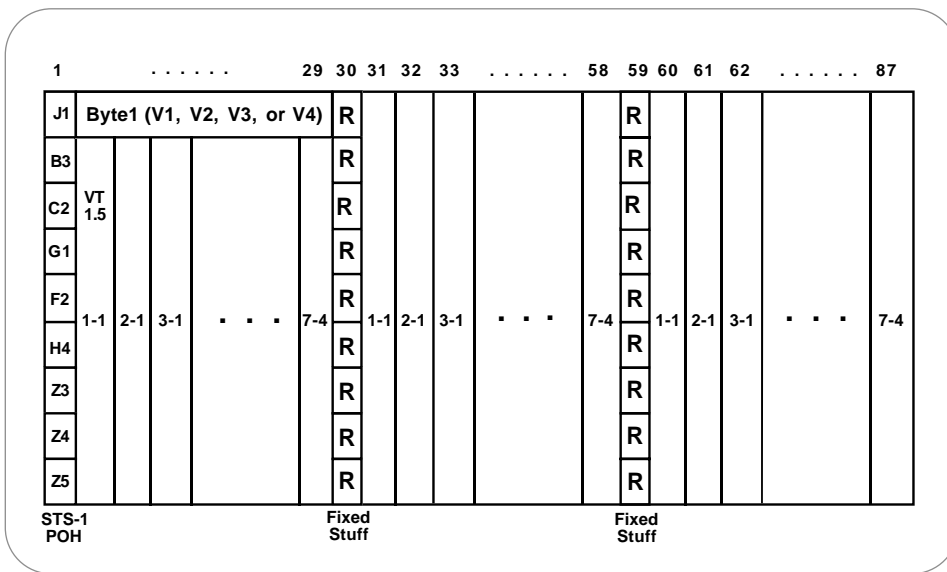 1 . . . . . . 29 30 31 32 33 . . . . . . 58 59 60 61 62 . . . . . . 87
J1 Byte1 (V1, V2, V3, or V4) R R
B3 R R
C2 VT 1.5 R R
G1 R R
F2 R R
1-1 2-1 3-1 . . . 7-4 1-1 2-1 3-1 . . . 7-4 1-1 2-1 3-1 . . . 7-4
H4 R R
Z3 R R
Z4 R R
Z5 R R
STS-1 Fixed Fixed
POH Stuff Stuff